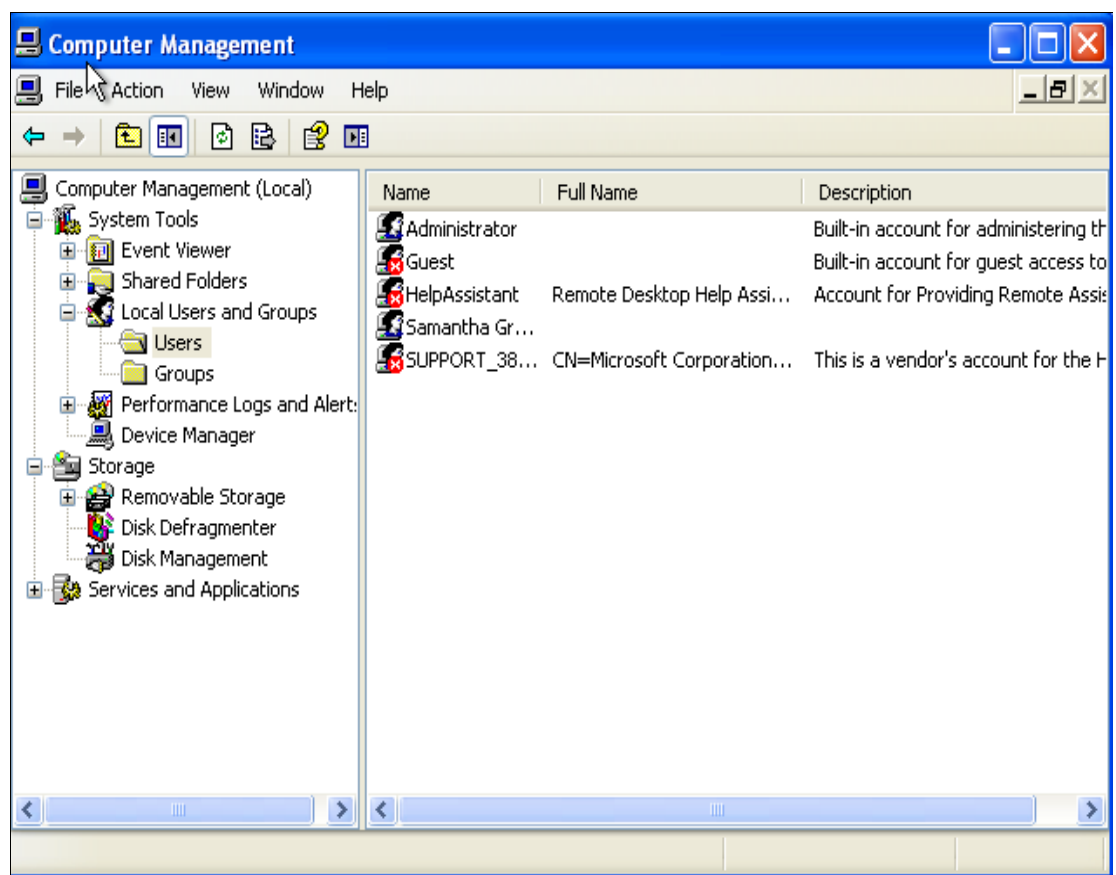 Computer Management
File Action View Window Help
Computer Management (Local)
System Tools
Event Viewer
Shared Folders
Local Users and Groups
Users
Groups
Performance Logs and Alert
Device Manager
Storage
Removable Storage
Disk Defragmenter
Disk Management
Services and Applications
Name Full Name Description
Administrator Built-in account for administering th
Guest Built-in account for guest access to
HelpAssistant Remote Desktop Help Assi... Account for Providing Remote Assis
Samantha Gr...
SUPPORT_38... CN=Microsoft Corporation... This is a vendor's account for the H